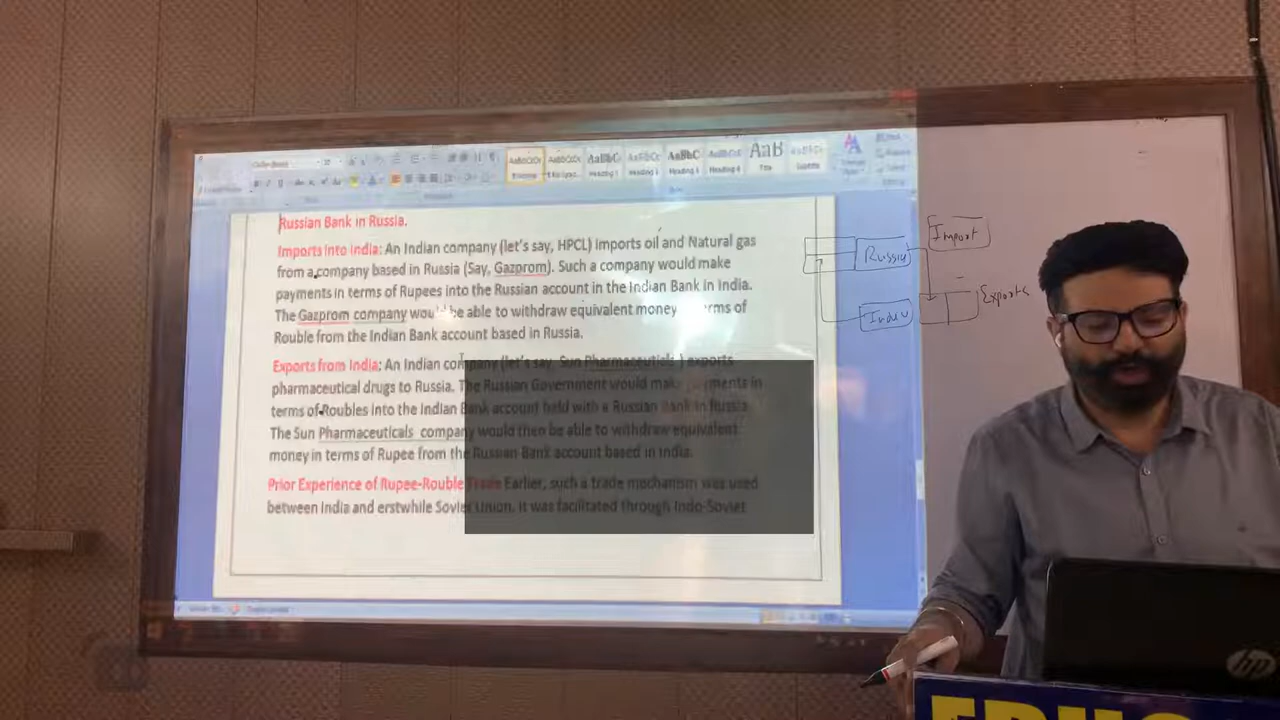 Russian Bank in Russia.
Imports into India: An Indian company (let's say, HPCL) imports oil and Natural gas
from a company based in Russia (Say, Gazprom). Such a company would make
payments in terms of Rupees into the Russian account in the Indian Bank in India.
The Gazprom company would be able to withdraw equivalent money terms of
Rouble from the Indian Bank account based in Russia.
Exports from India: An Indian company (let's say, Sun Pharmaceuticls ) exports
pharmaceutical drugs to Russia. The Russian Government would make payments in
terms of Roubles into the Indian Bank account held with a Russian Bank in Russia.
The Sun Pharmaceuticals company would then be able to withdraw equivalent
money in terms of Rupee from the Russian Bank account based in India.
Prior Experience of Rupee-Rouble Trade Earlier, such a trade mechanism was used
between India and erstwhile Soviet Union. It was facilitated through Indo-Soviet
Import
Russia
Exports
India
hp